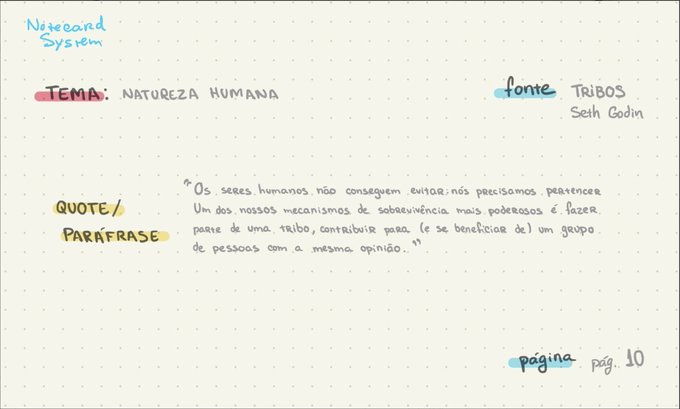 Notecard
System
TEMA: NATUREZA HUMANA
fonte TRIBOS
Seth Godin
QUOTE/
PARÁFRASE
"Os seres humanos não conseguem evitar: nós precisamos pertencer
Um dos nossos mecanismos de sobrevivência mais poderosos é fazer
parte de uma tribo, contribuir para (e se beneficiar de) um grupo
de pessoas com a mesma opinião."
página pág. 10